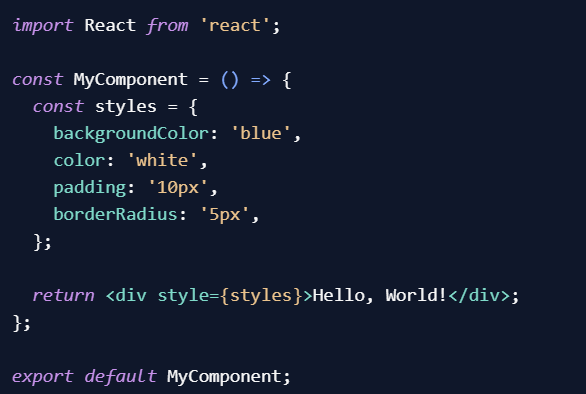 import React from 'react';
const MyComponent = () => {
const styles = {
backgroundColor: 'blue',
color: 'white',
padding: '10px',
borderRadius: '5px',
};
return <div style={styles}>Hello, World!</div>;
};
export default MyComponent;